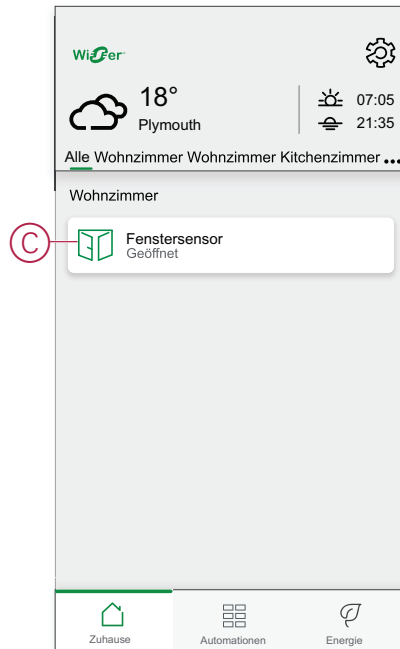 Wiser
18°
Plymouth
07:05
21:35
Alle Wohnzimmer Wohnzimmer Kitchenzimmer ...
Wohnzimmer
C
Fenstersensor
Geöffnet
Zuhause Automationen Energie